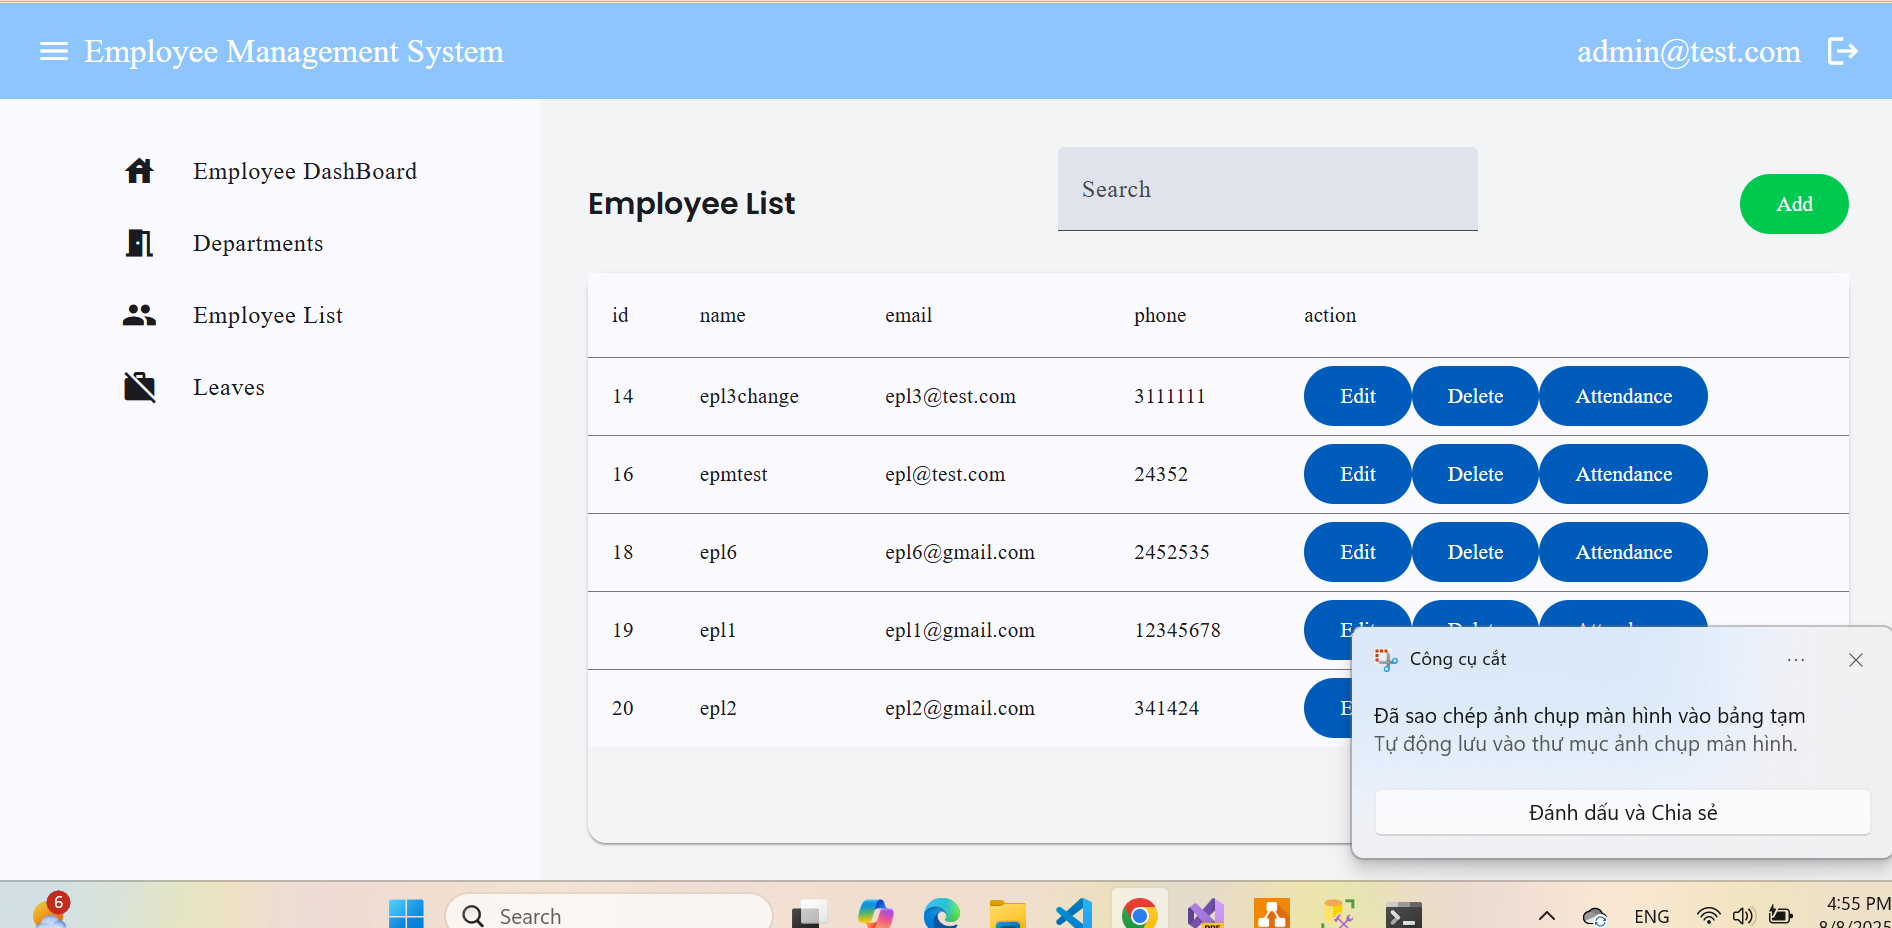 Employee Management System admin@test.com
Employee DashBoard
Departments
Employee List
Leaves
Employee List Search Add
id name email phone action
14 epl3change epl3@test.com 3111111 Edit Delete Attendance
16 epmtest epl@test.com 24352 Edit Delete Attendance
18 epl6 epl6@gmail.com 2452535 Edit Delete Attendance
19 epl1 epl1@gmail.com 12345678
20 epl2 epl2@gmail.com 341424
Công cụ cắt
Đã sao chép ảnh chụp màn hình vào bảng tạm
Tự động lưu vào thư mục ảnh chụp màn hình.
Đánh dấu và Chia sẻ
6
Search
ENG
4:55 PM
8/8/2025